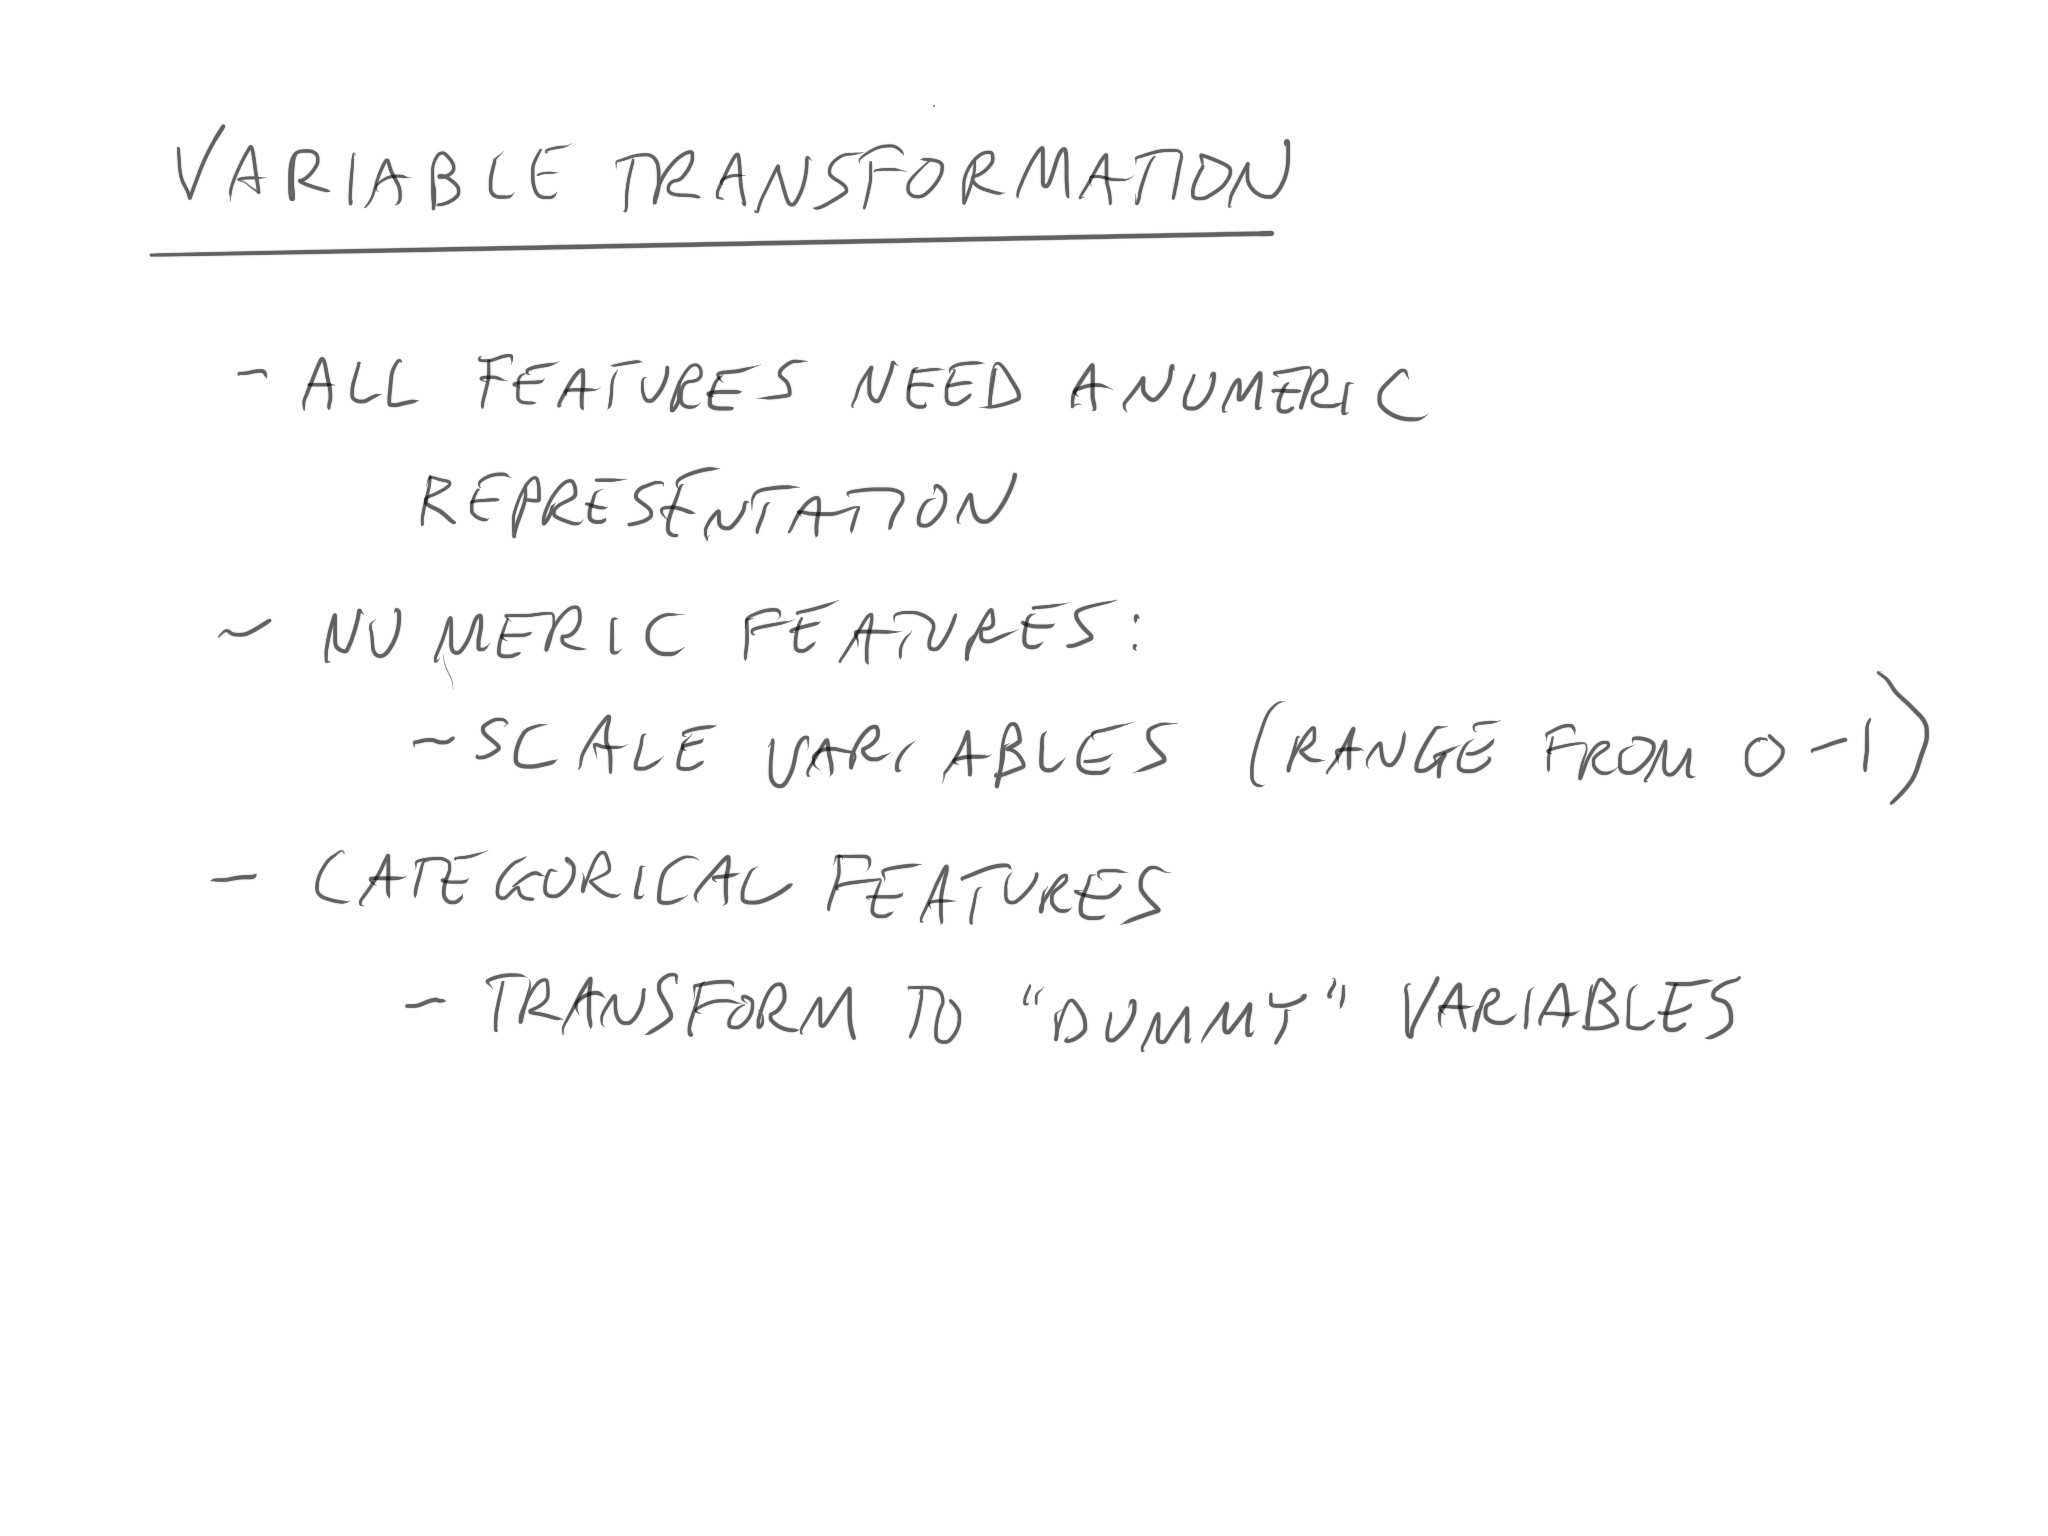 VARIABLE TRANSFORMATION
- ALL FEATURES NEED A NUMERIC
REPRESENTATION
- NUMERIC FEATURES:
- SCALE VARIABLES (RANGE FROM 0-1)
- CATEGORICAL FEATURES
- TRANSFORM TO "DUMMY" VARIABLES